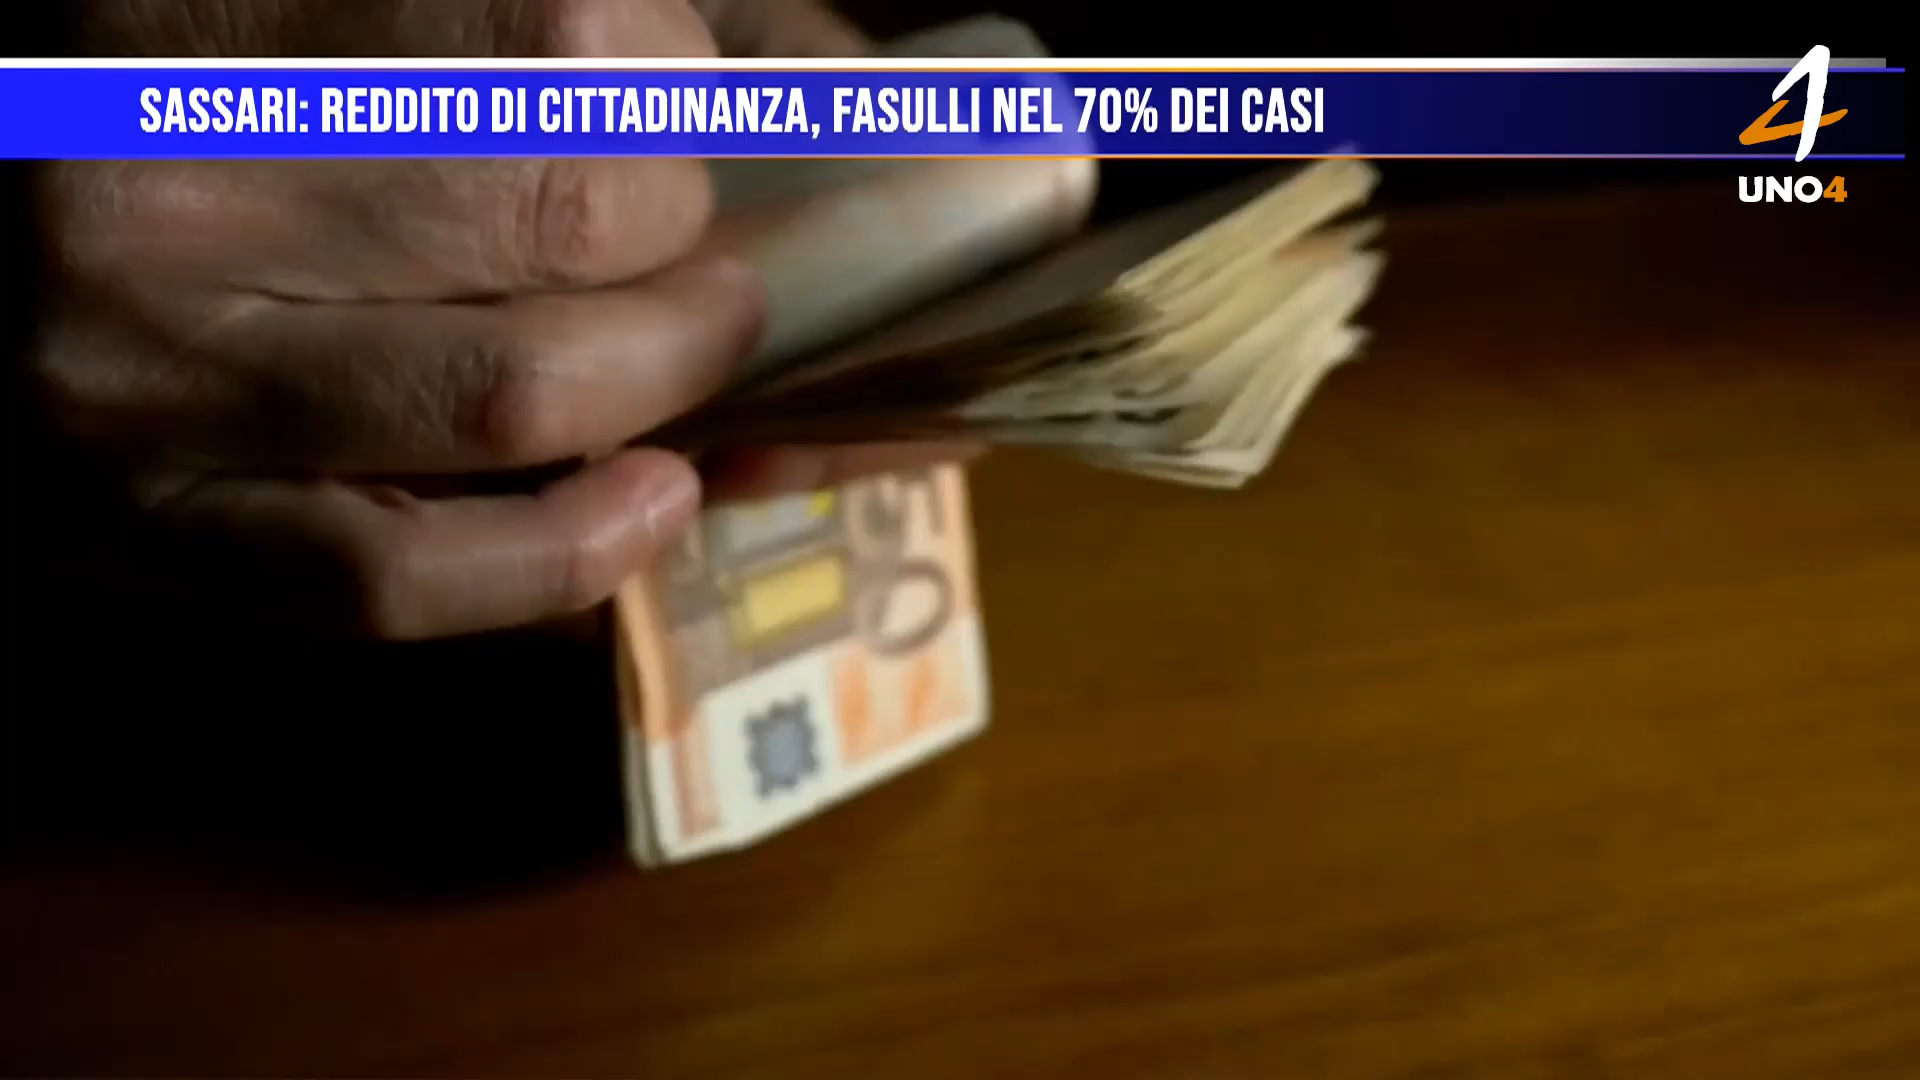 SASSARI: REDDITO DI CITTADINANZA, FASULLI NEL 70% DEI CASI
UNO4